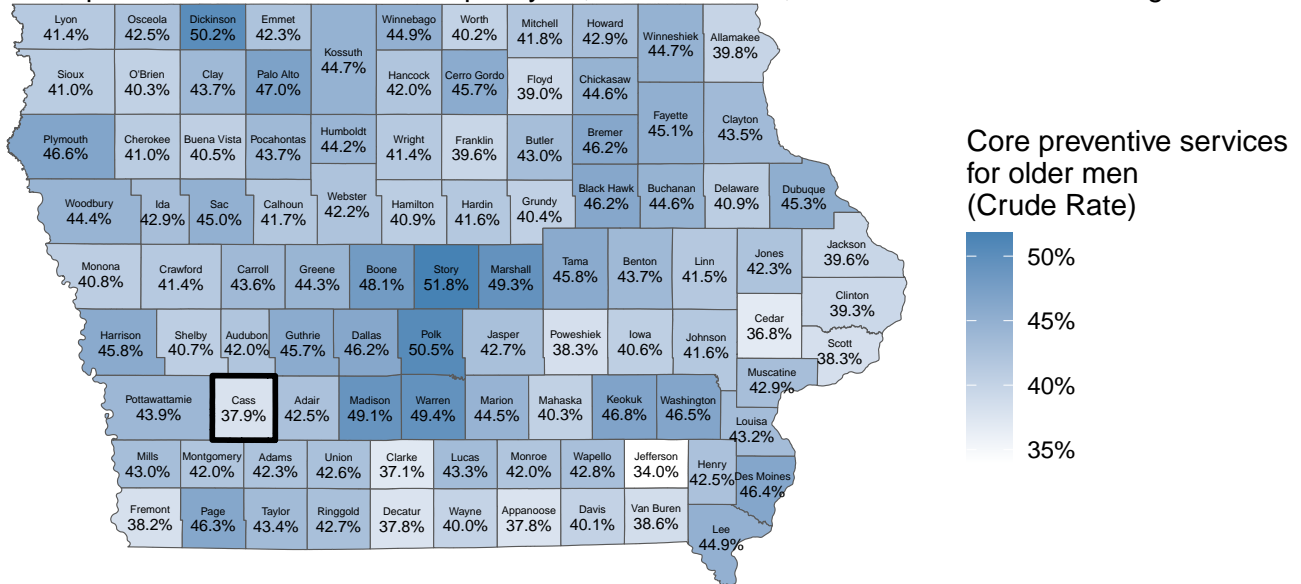 Lyon Osceola Dickinson Emmet Winnebago Worth Mitchell Howard Winneshiek Allamakee
41.4% 42.5% 50.2% 42.3% 44.9% 40.2% 41.8% 42.9% 44.7% 39.8%
Kossuth
44.7%
Sioux O'Brien Clay Palo Alto Hancock Cerro Gordo Floyd Chickasaw
41.0% 40.3% 43.7% 47.0% 42.0% 45.7% 39.0% 44.6%
Fayette Clayton
45.1% 43.5%
Plymouth Cherokee Buena Vista Pocahontas Humboldt Wright Franklin Butler Bremer
46.6% 41.0% 40.5% 43.7% 44.2% 41.4% 39.6% 43.0% 46.2%
Woodbury Ida Sac Calhoun Webster Hamilton Hardin Grundy Black Hawk Buchanan Delaware Dubuque
44.4% 42.9% 45.0% 41.7% 42.2% 40.9% 41.6% 40.4% 46.2% 44.6% 40.9% 45.3%
Monona Crawford Carroll Greene Boone Story Marshall Tama Benton Linn Jones Jackson
40.8% 41.4% 43.6% 44.3% 48.1% 51.8% 49.3% 45.8% 43.7% 41.5% 42.3% 39.6%
Clinton
39.3%
Harrison Shelby Audubon Guthrie Dallas Polk Jasper Poweshiek Iowa Johnson Cedar Scott
45.8% 40.7% 42.0% 45.7% 46.2% 50.5% 42.7% 38.3% 40.6% 41.6% 36.8% 38.3%
Muscatine
42.9%
Pottawattamie Cass Adair Madison Warren Marion Mahaska Keokuk Washington Louisa
43.9% 37.9% 42.5% 49.1% 49.4% 44.5% 40.3% 46.8% 46.5% 43.2%
Mills Montgomery Adams Union Clarke Lucas Monroe Wapello Jefferson Henry Des Moines
43.0% 42.0% 42.3% 42.6% 37.1% 43.3% 42.0% 42.8% 34.0% 42.5% 46.4%
Fremont Page Taylor Ringgold Decatur Wayne Appanoose Davis Van Buren Lee
38.2% 46.3% 43.4% 42.7% 37.8% 40.0% 37.8% 40.1% 38.6% 44.9%
Core preventive services
for older men
(Crude Rate)
50%
45%
40%
35%